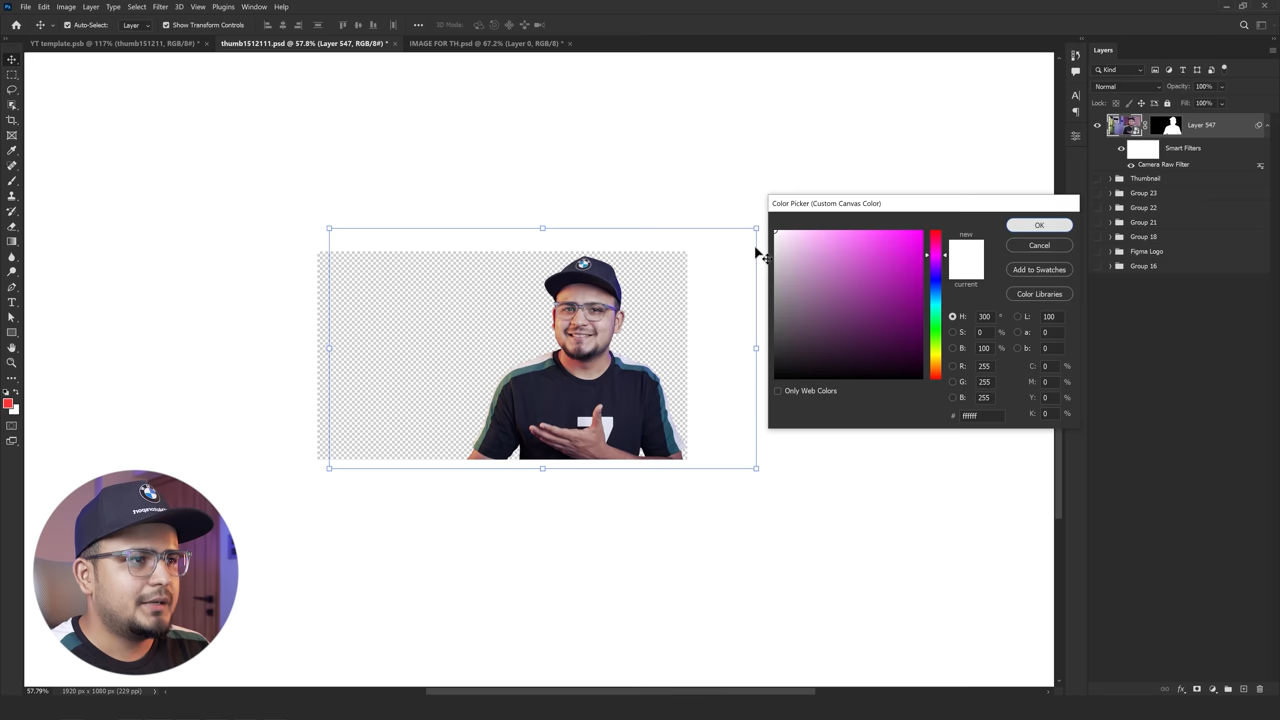 Ps File Edit Image Layer Type Select Filter 3D View Plugins Window Help
Auto-Select: Layer Show Transform Controls 3D Mode:
YT template.psb @ 117% (thumb151211, RGB/8#) * × thumb1512111.psd @ 57.8% (Layer 547, RGB/8#) * × IMAGE FOR TH.psd @ 67.2% (Layer 0, RGB/8) * ×
Layers
Kind
Normal Opacity: 100%
Lock: Fill: 100%
Layer 547
Smart Filters
Camera Raw Filter
Thumbnail
Group 23
Group 22
Group 21
Group 18
Figma Logo
Group 16
Color Picker (Custom Canvas Color)
new
current
OK
Cancel
Add to Swatches
Color Libraries
H: 300 ° L: 100
S: 0 % a: 0
B: 100 % b: 0
R: 255 C: 0 %
G: 255 M: 0 %
B: 255 Y: 0 %
# ffffff K: 0 %
Only Web Colors
BMW
57.79% 1920 px x 1080 px (229 ppi)